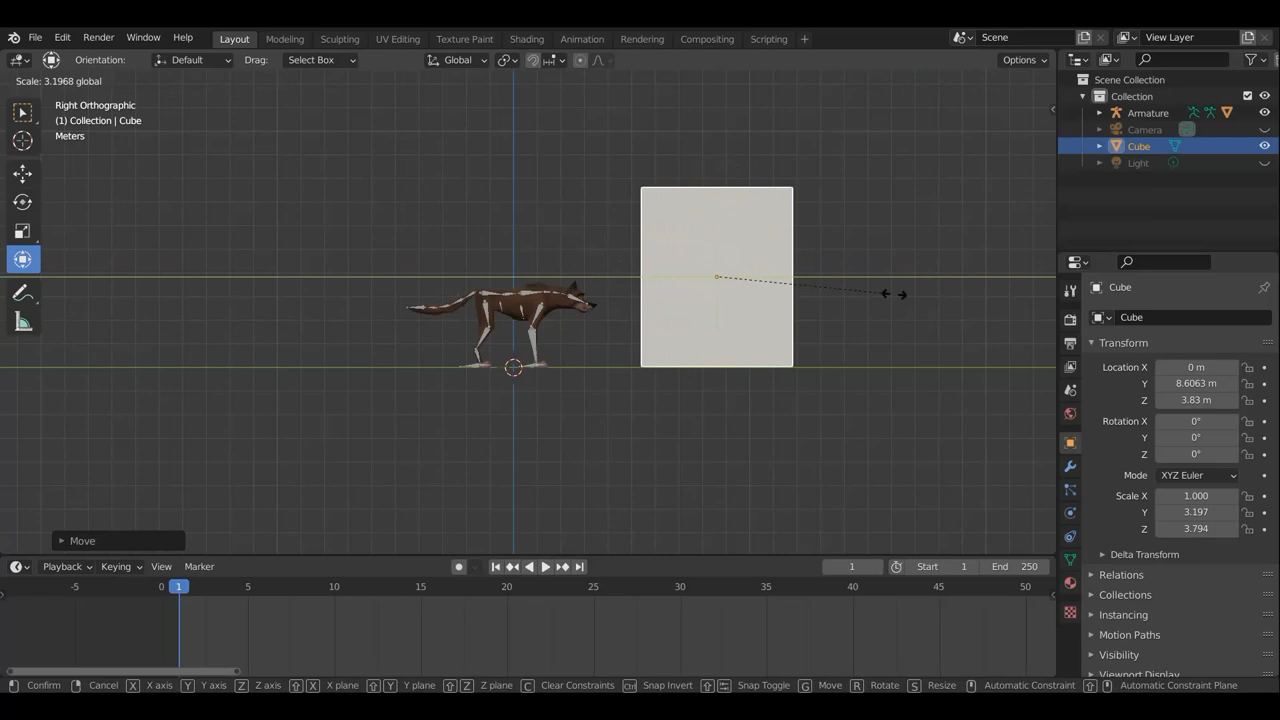 File Edit Render Window Help Layout Modeling Sculpting UV Editing Texture Paint Shading Animation Rendering Compositing Scripting + Scene View Layer
Orientation: Default Drag: Select Box Global Options
Scale: 3.1968 global
Right Orthographic
(1) Collection | Cube
Meters
Scene Collection
Collection
Armature
Camera
Cube
Light
Cube
Cube
Transform
Location X 0 m
Y 8.6063 m
Z 3.83 m
Rotation X 0°
Y 0°
Z 0°
Mode XYZ Euler
Scale X 1.000
Y 3.197
Z 3.794
Delta Transform
Relations
Collections
Instancing
Motion Paths
Visibility
Viewport Display
Move
Playback Keying View Marker 1 Start 1 End 250
-5 0 1 5 10 15 20 25 30 35 40 45 50
Confirm Cancel X X axis Y Y axis Z Z axis X X plane Y Y plane Z Z plane C Clear Constraints Ctrl Snap Invert Snap Toggle G Move R Rotate S Resize Automatic Constraint Automatic Constraint Plane